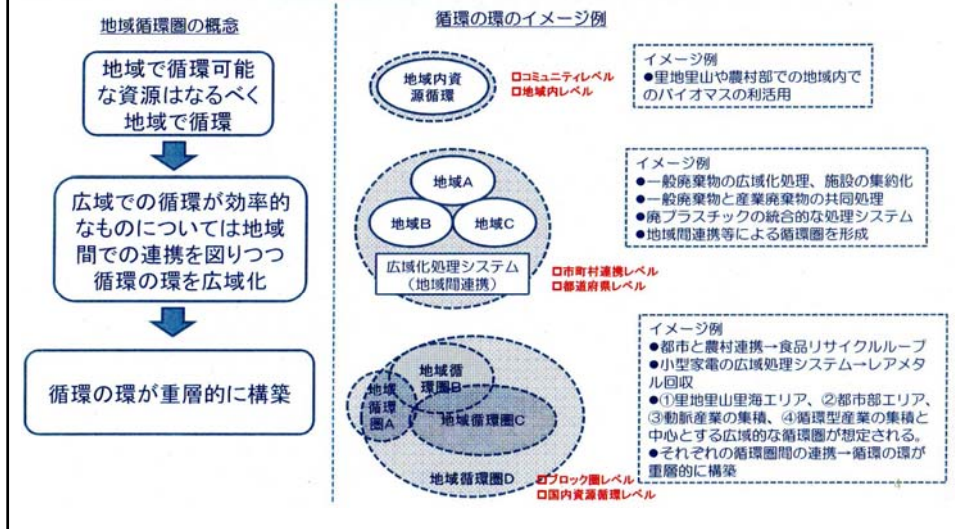 地域循環圏の概念
地域で循環可能
な資源はなるべく
地域で循環
広域での循環が効率的
なものについては地域
間での連携を図りつつ
循環の環を広域化
循環の環が重層的に構築
循環の環のイメージ例
地域内資
源循環
□コミュニティレベル
□地域内レベル
イメージ例
●里地里山や農村部での地域内で
のバイオマスの利活用
地域A
地域B
地域C
広域化処理システム
(地域間連携)
□市町村連携レベル
□都道府県レベル
イメージ例
●一般廃棄物の広域化処理、施設の集約化
●一般廃棄物と産業廃棄物の共同処理
●廃プラスチックの統合的な処理システム
●地域間連携等による循環圏を形成
地域循
環圏B
地域
循環
圏A
地域循環圏C
地域循環圏D
□ブロック圏レベル
□国内資源循環レベル
イメージ例
●都市と農村連携→食品リサイクルループ
●小型家電の広域処理システム→レアメタ
ル回収
●①里地里山里海エリア、②都市部エリア、
③動脈産業の集積、④循環型産業の集積と
中心とする広域的な循環圏が想定される。
●それぞれの循環圏間の連携→循環の環が
重層的に構築
4